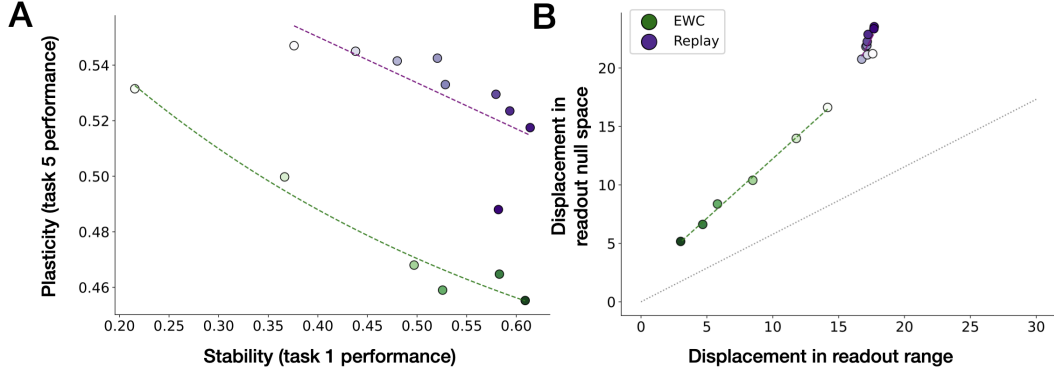 A
Plasticity (task 5 performance)
0.54
0.52
0.50
0.48
0.46
0.20
0.25
0.30
0.35
0.40
0.45
0.50
0.55
0.60
Stability (task 1 performance)
B
EWC
Replay
Displacement in
readout null space
20
15
10
5
0
0
5
10
15
20
25
30
Displacement in readout range